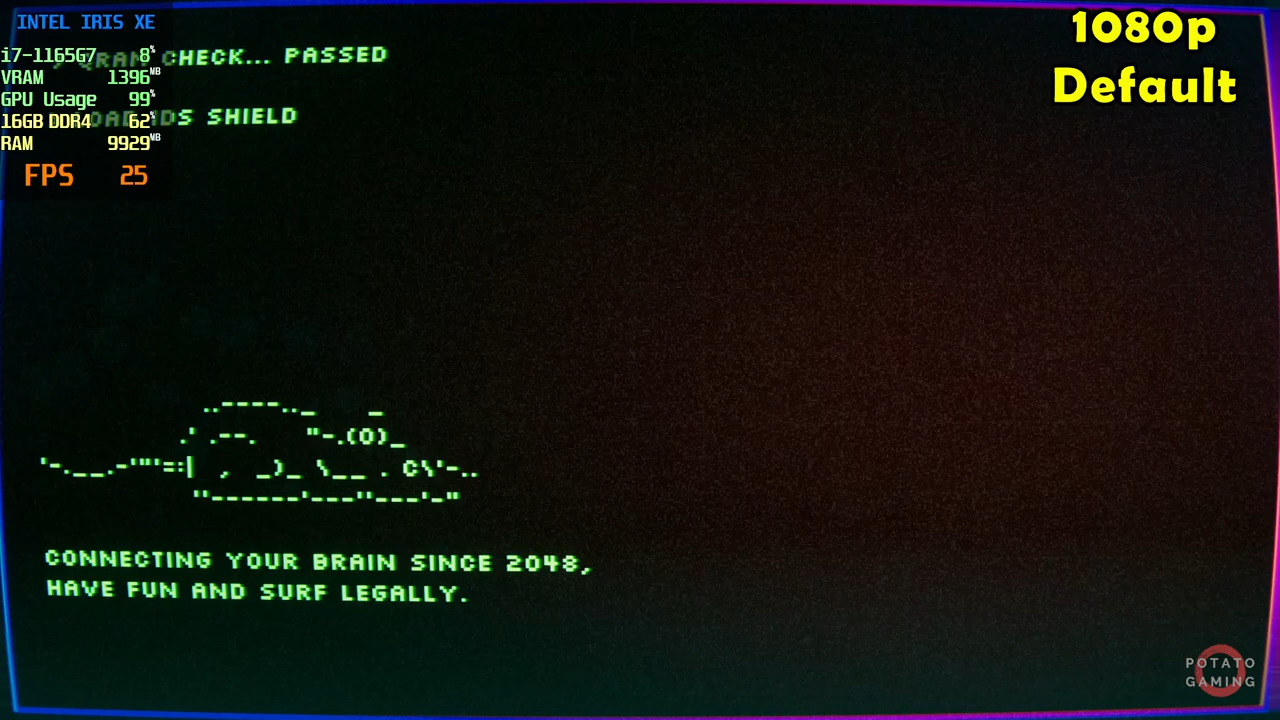 INTEL IRIS XE
i7-1165G7 8%
VRAM 1396MB
GPU Usage 99%
16GB DDR4 62%
RAM 9929MB
FPS 25
1080p
Default
QRAM CHECK... PASSED
SHIELD
CONNECTING YOUR BRAIN SINCE 2048,
HAVE FUN AND SURF LEGALLY.
POTATO
GAMING